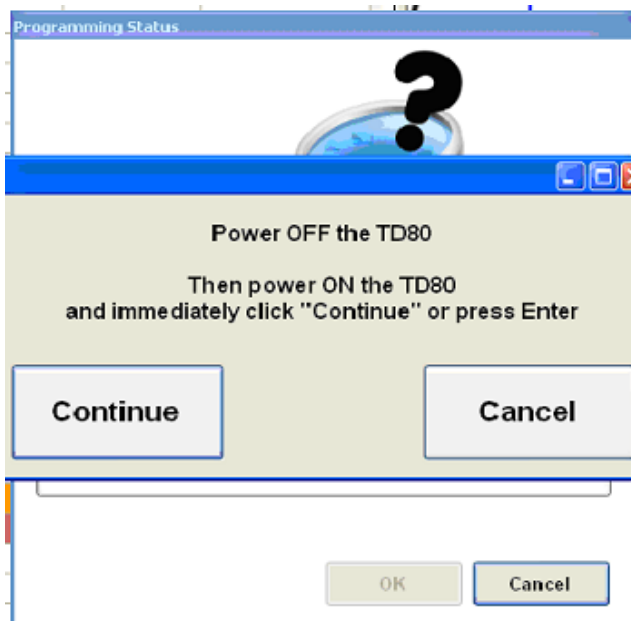 Programming Status
?
Power OFF the TD80
Then power ON the TD80
and immediately click "Continue" or press Enter
Continue
Cancel
OK
Cancel